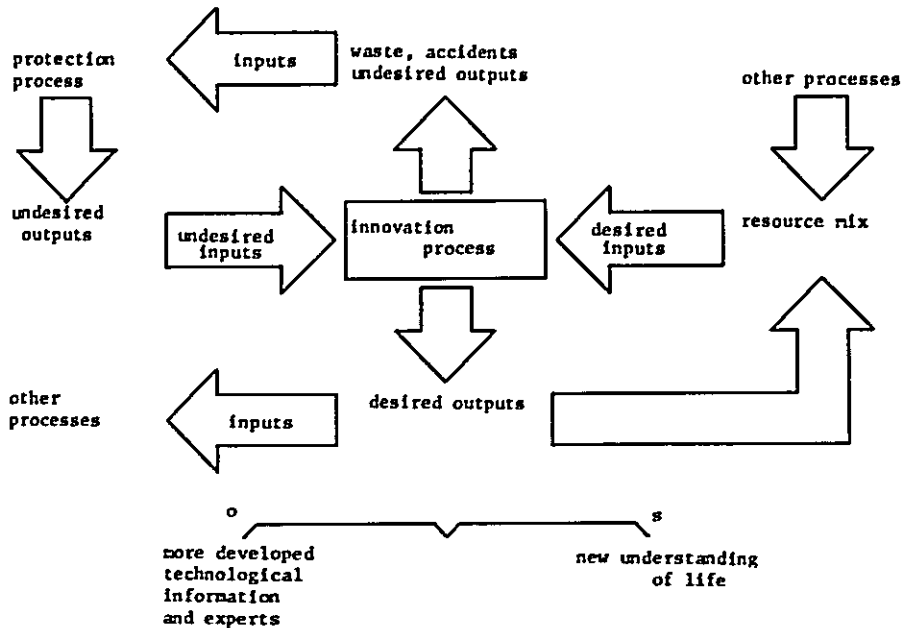 protection
process
inputs
waste, accidents
undesired outputs
other processes
undesired
outputs
undesired
inputs
innovation
process
desired
inputs
resource mix
other
processes
inputs
desired outputs
o
s
more developed
technological
information
and experts
new understanding
of life